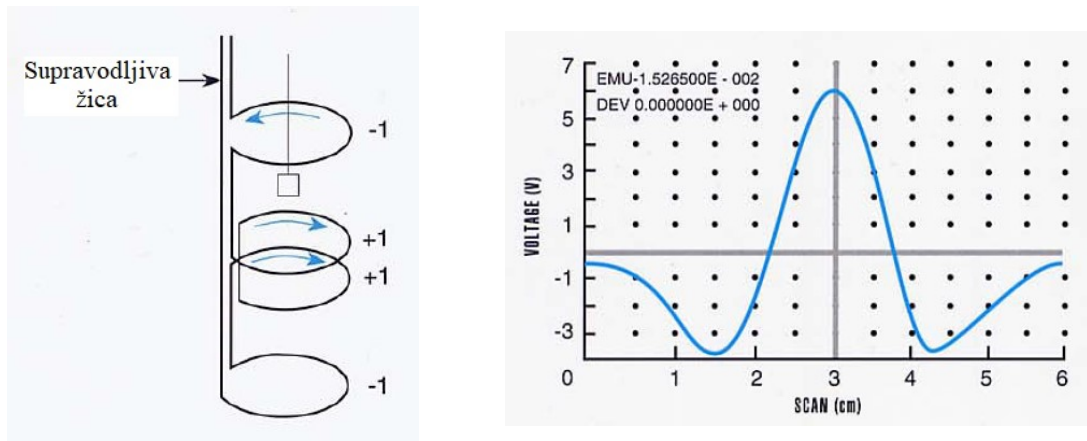 Supravodljiva
žica
-1
+1
+1
-1
7
5
3
1
-1
-3
EMU-1.526500E - 002
DEV 0.000000E + 000
VOLTAGE (V)
0
1
2
3
4
5
6
SCAN (cm)